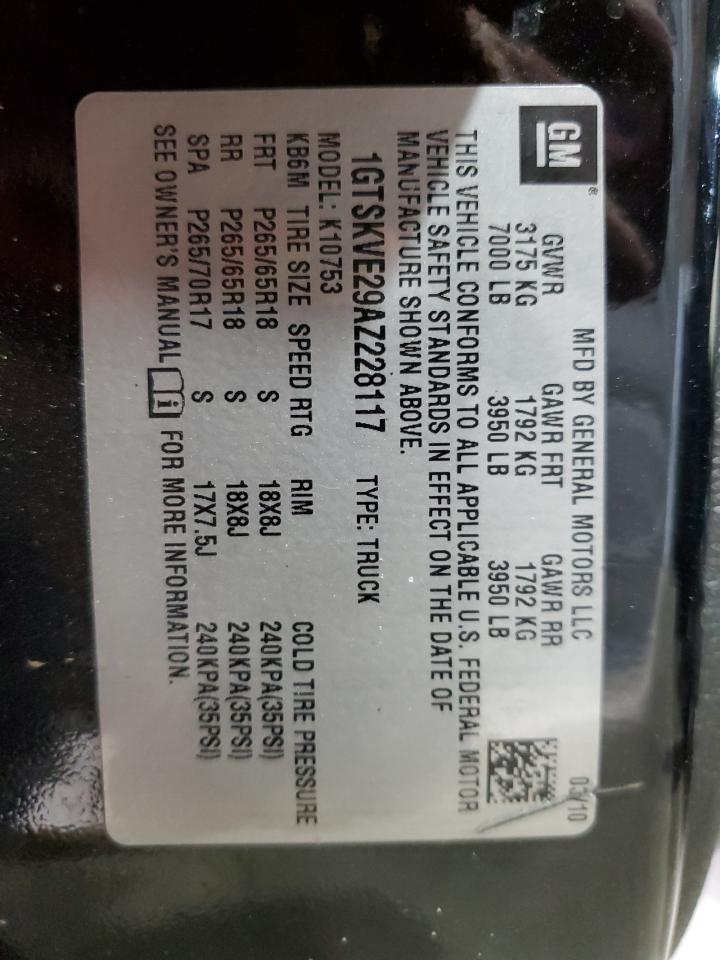 GM ®
MFD BY GENERAL MOTORS LLC 03/10
GVWR GAWR FRT GAWR RR
3175 KG 1792 KG 1792 KG
7000 LB 3950 LB 3950 LB
THIS VEHICLE CONFORMS TO ALL APPLICABLE U.S. FEDERAL MOTOR
VEHICLE SAFETY STANDARDS IN EFFECT ON THE DATE OF
MANUFACTURE SHOWN ABOVE.
1GTSKVE29AZ228117 TYPE: TRUCK
MODEL: K10753
KB6M TIRE SIZE SPEED RTG RIM COLD TIRE PRESSURE
FRT P265/65R18 S 18X8J 240KPA(35PSI)
RR P265/65R18 S 18X8J 240KPA(35PSI)
SPA P265/70R17 S 17X7.5J 240KPA(35PSI)
SEE OWNER'S MANUAL i FOR MORE INFORMATION.